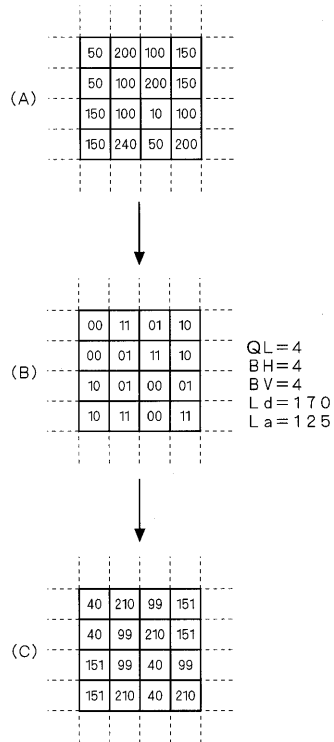 (A)
50 200 100 150
50 100 200 150
150 100 10 100
150 240 50 200
(B)
00 11 01 10
00 01 11 10
10 01 00 01
10 11 00 11
QL=4
BH=4
BV=4
Ld=170
La=125
(C)
40 210 99 151
40 99 210 151
151 99 40 99
151 210 40 210